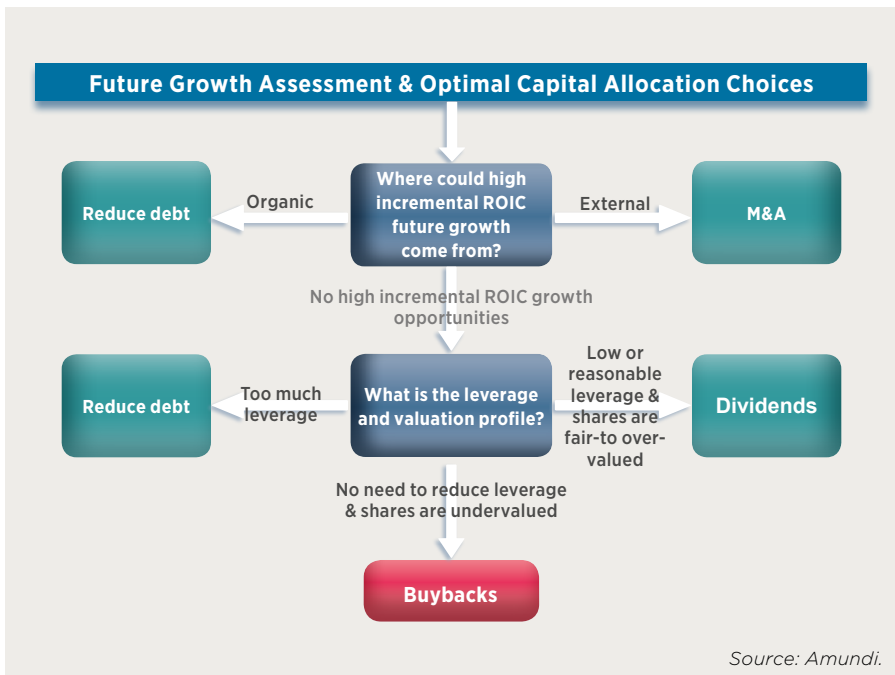 Future Growth Assessment & Optimal Capital Allocation Choices
Where could high
incremental ROIC
future growth
come from?
Organic
Reduce debt
External
M&A
No high incremental ROIC growth
opportunities
What is the leverage
and valuation profile?
Too much
leverage
Reduce debt
Low or
reasonable
leverage &
shares are
fair-to over-
valued
Dividends
No need to reduce leverage
& shares are undervalued
Buybacks
Source: Amundi.